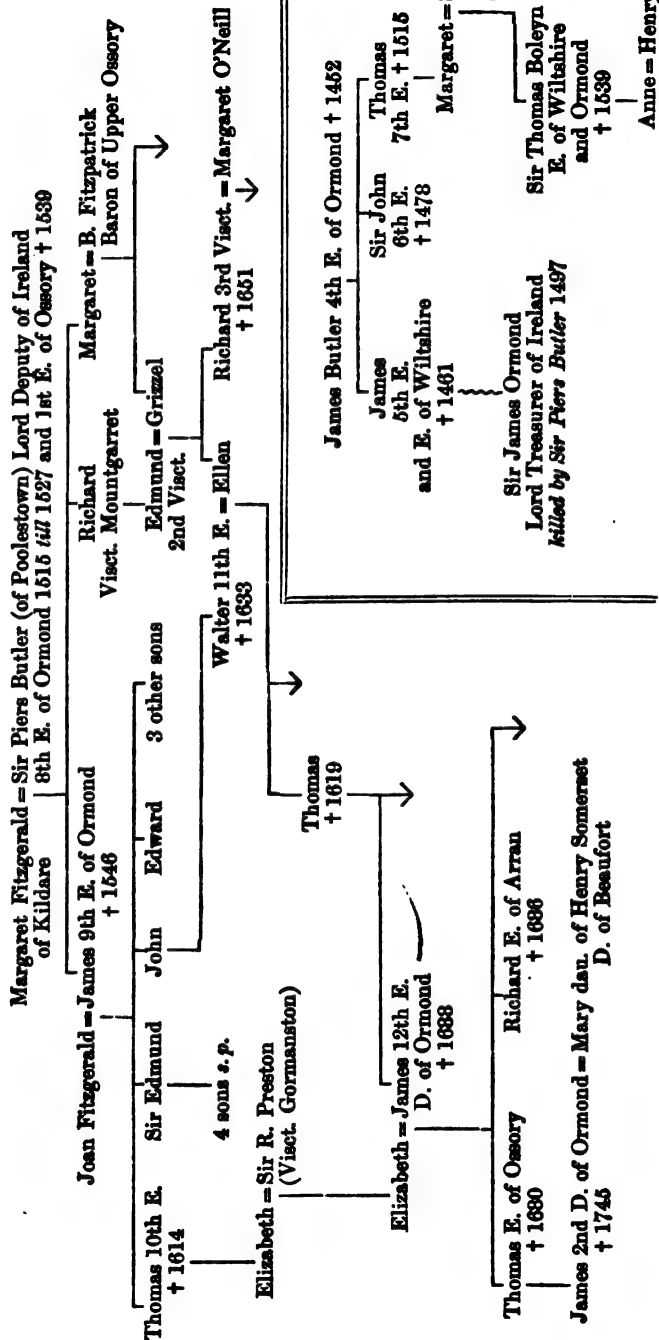 Margaret Fitzgerald = Sir Piers Butler (of Poolestown) Lord Deputy of Ireland
of Kildare 8th E. of Ormond 1515 till 1527 and 1st E. of Ossory † 1539
Joan Fitzgerald = James 9th E. of Ormond
† 1546
Richard
Visct. Mountgarret
Margaret = B. Fitzpatrick
Baron of Upper Ossory
Thomas 10th E.
† 1614
Sir Edmund
John
Edward
3 other sons
Edmund = Grizzel
2nd Visct.
4 sons s.p.
Walter 11th E. = Ellen
† 1633
Richard 3rd Visct. = Margaret O'Neill
† 1651
Elizabeth = Sir R. Preston
(Visct. Gormanston)
Thomas
† 1619
Elizabeth = James 12th E.
D. of Ormond
† 1688
Thomas E. of Ossory
† 1680
Richard E. of Arran
† 1686
James 2nd D. of Ormond = Mary dau. of Henry Somerset
† 1745 D. of Beaufort
James Butler 4th E. of Ormond † 1452
James
5th E.
and E. of Wiltshire
† 1461
Sir John
6th E.
† 1478
Thomas
7th E. † 1515
Sir James Ormond
Lord Treasurer of Ireland
killed by Sir Piers Butler 1497
Margaret =
Sir Thomas Boleyn
E. of Wiltshire
and Ormond
† 1539
Anne = Henry